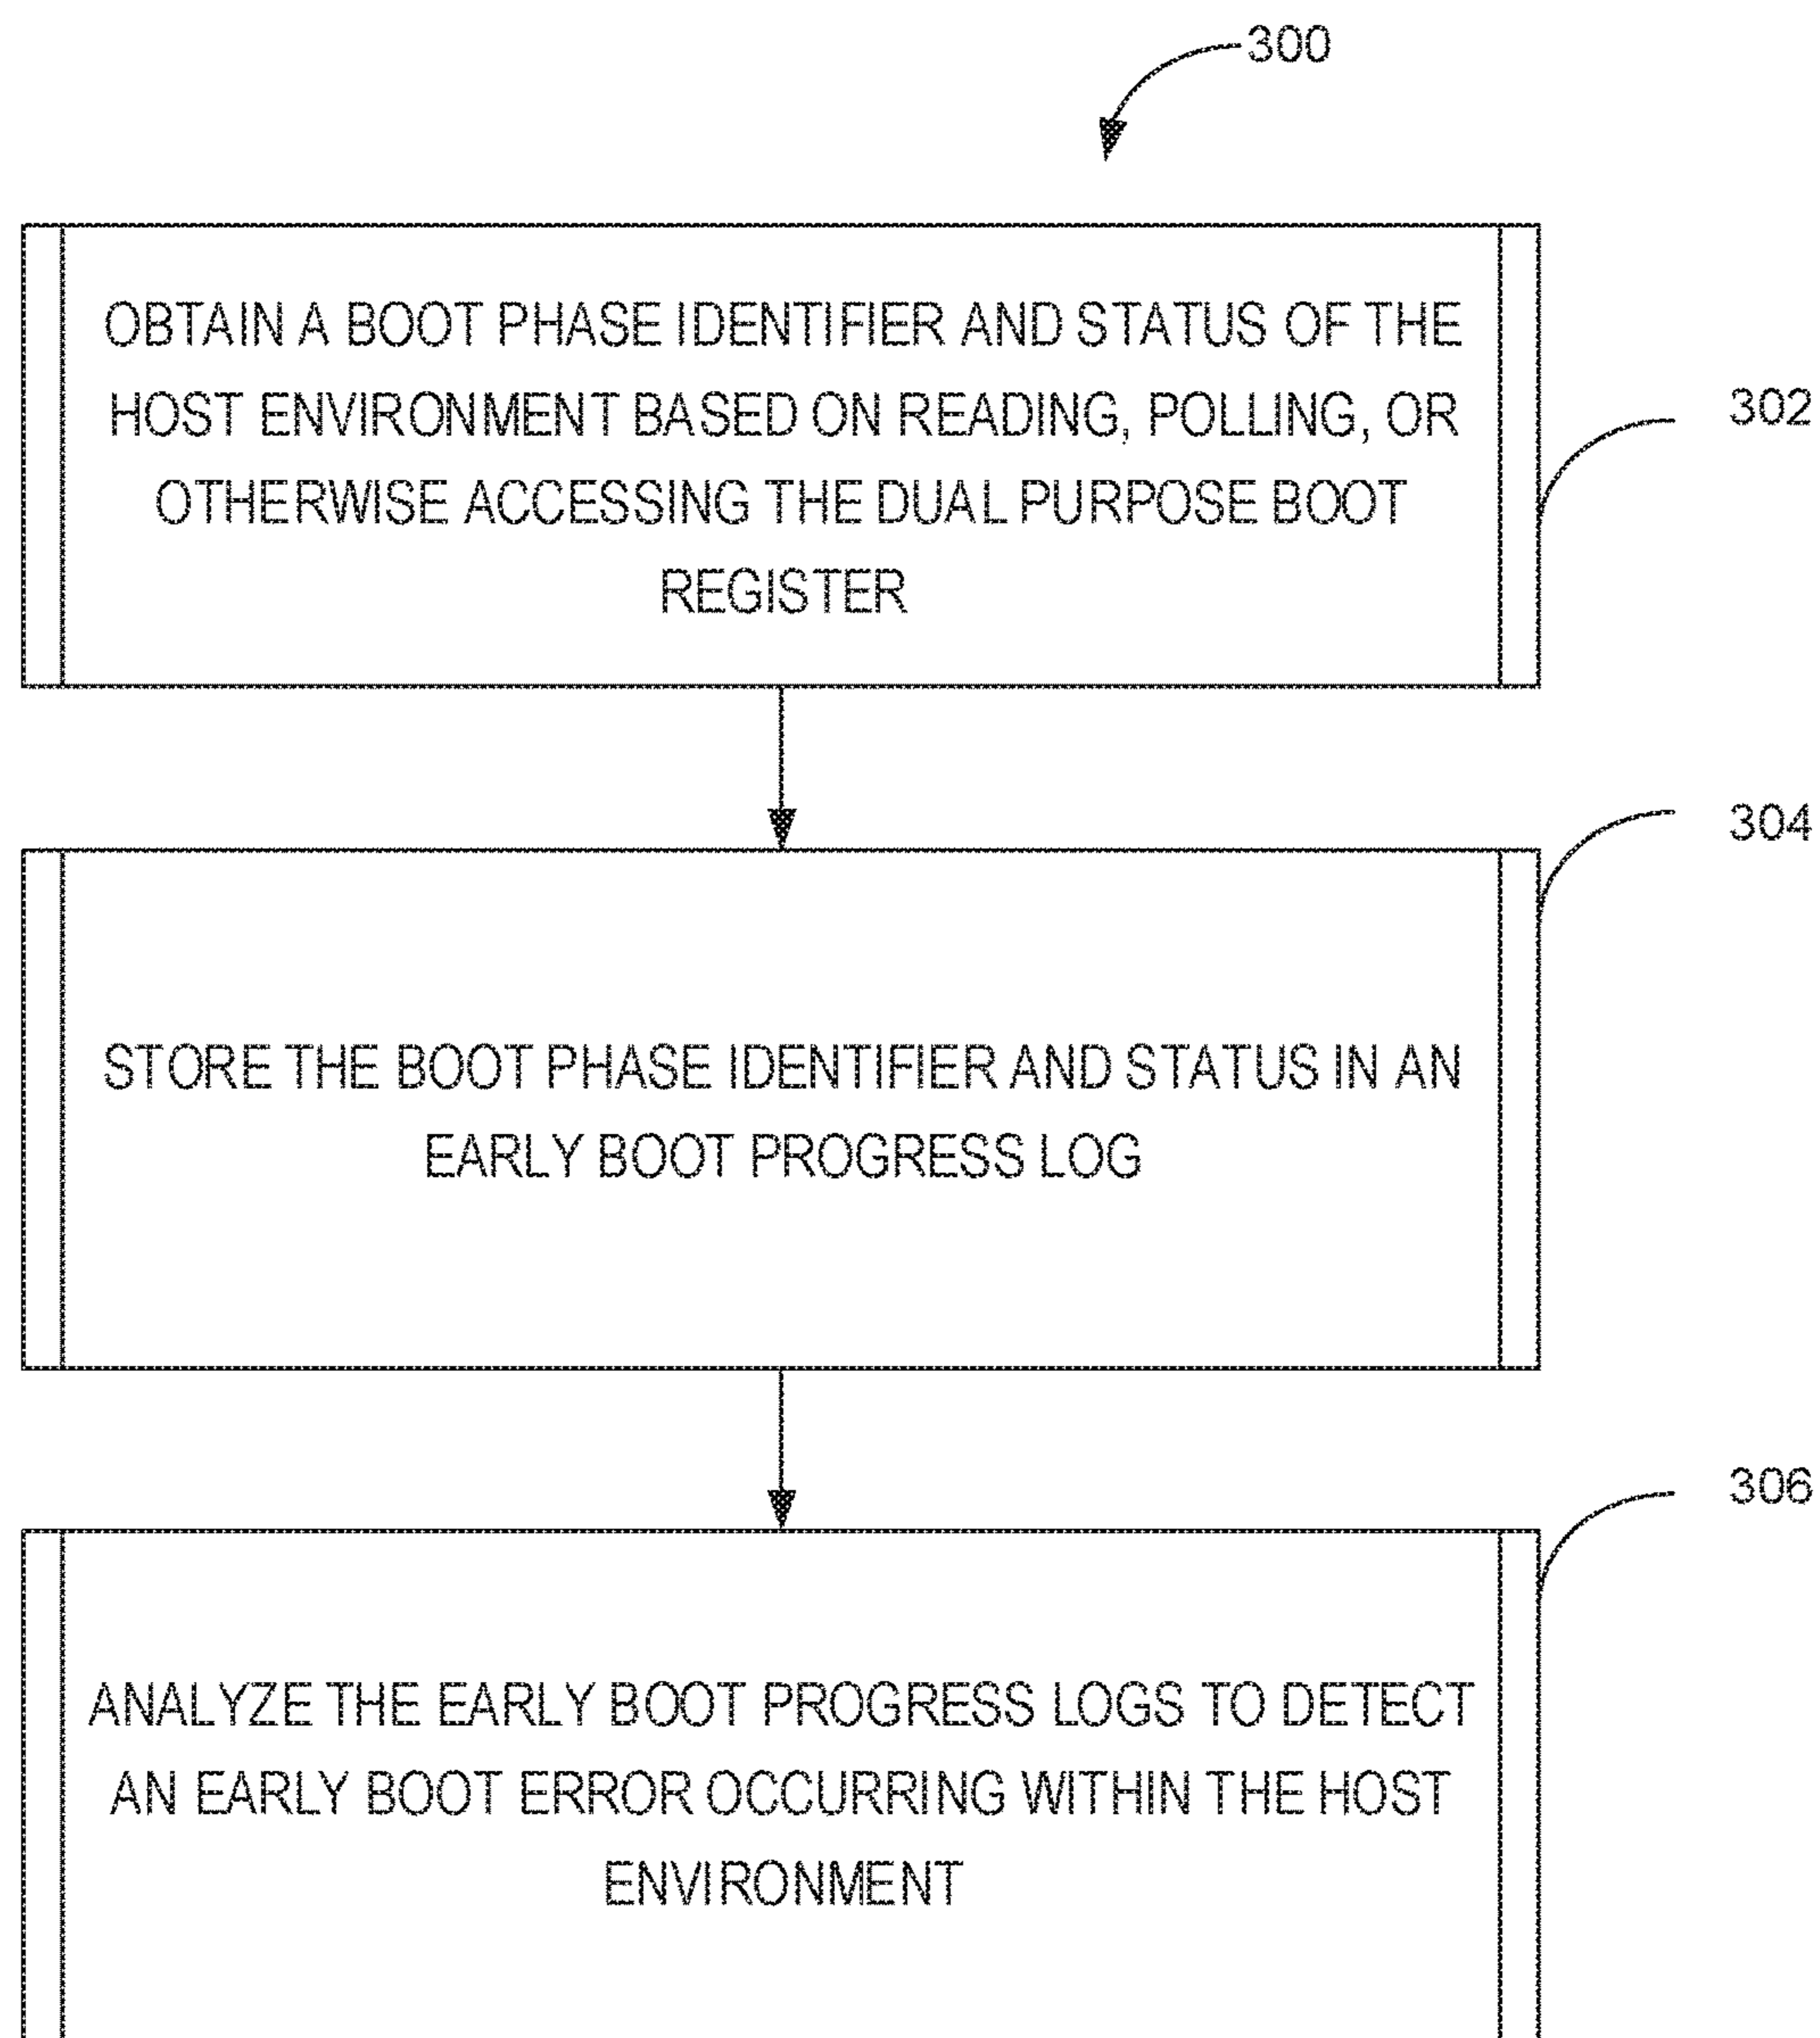 300
OBTAIN A BOOT PHASE IDENTIFIER AND STATUS OF THE
HOST ENVIRONMENT BASED ON READING, POLLING, OR
OTHERWISE ACCESSING THE DUAL PURPOSE BOOT
REGISTER
302
STORE THE BOOT PHASE IDENTIFIER AND STATUS IN AN
EARLY BOOT PROGRESS LOG
304
ANALYZE THE EARLY BOOT PROGRESS LOGS TO DETECT
AN EARLY BOOT ERROR OCCURRING WITHIN THE HOST
ENVIRONMENT
306